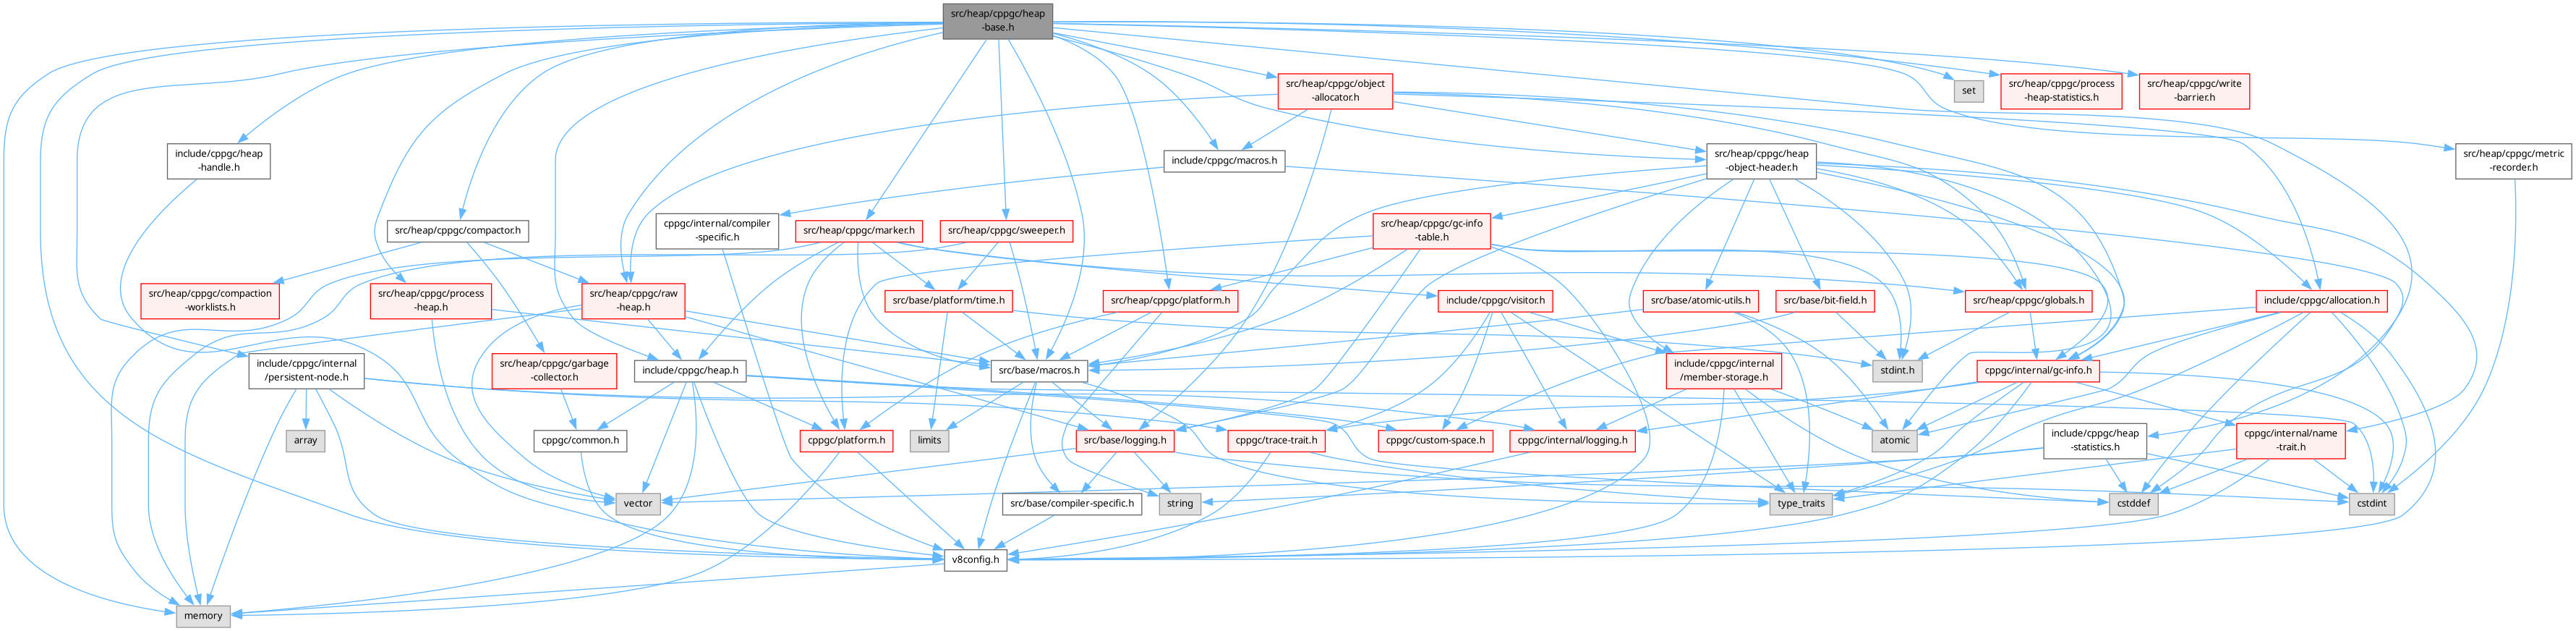 src/heap/cppgc/heap
-base.h
src/heap/cppgc/object
-allocator.h
set
src/heap/cppgc/process
-heap-statistics.h
src/heap/cppgc/write
-barrier.h
include/cppgc/heap
-handle.h
include/cppgc/macros.h
src/heap/cppgc/heap
-object-header.h
src/heap/cppgc/metric
-recorder.h
src/heap/cppgc/compactor.h
cppgc/internal/compiler
-specific.h
src/heap/cppgc/marker.h
src/heap/cppgc/sweeper.h
src/heap/cppgc/gc-info
-table.h
src/heap/cppgc/compaction
-worklists.h
src/heap/cppgc/process
-heap.h
src/heap/cppgc/raw
-heap.h
src/base/platform/time.h
src/heap/cppgc/platform.h
include/cppgc/visitor.h
src/base/atomic-utils.h
src/base/bit-field.h
src/heap/cppgc/globals.h
include/cppgc/allocation.h
include/cppgc/internal
/persistent-node.h
src/heap/cppgc/garbage
-collector.h
include/cppgc/heap.h
src/base/macros.h
include/cppgc/internal
/member-storage.h
stdint.h
cppgc/internal/gc-info.h
array
cppgc/common.h
cppgc/platform.h
limits
src/base/logging.h
cppgc/trace-trait.h
cppgc/custom-space.h
cppgc/internal/logging.h
atomic
include/cppgc/heap
-statistics.h
cppgc/internal/name
-trait.h
vector
src/base/compiler-specific.h
string
type_traits
cstddef
cstdint
v8config.h
memory